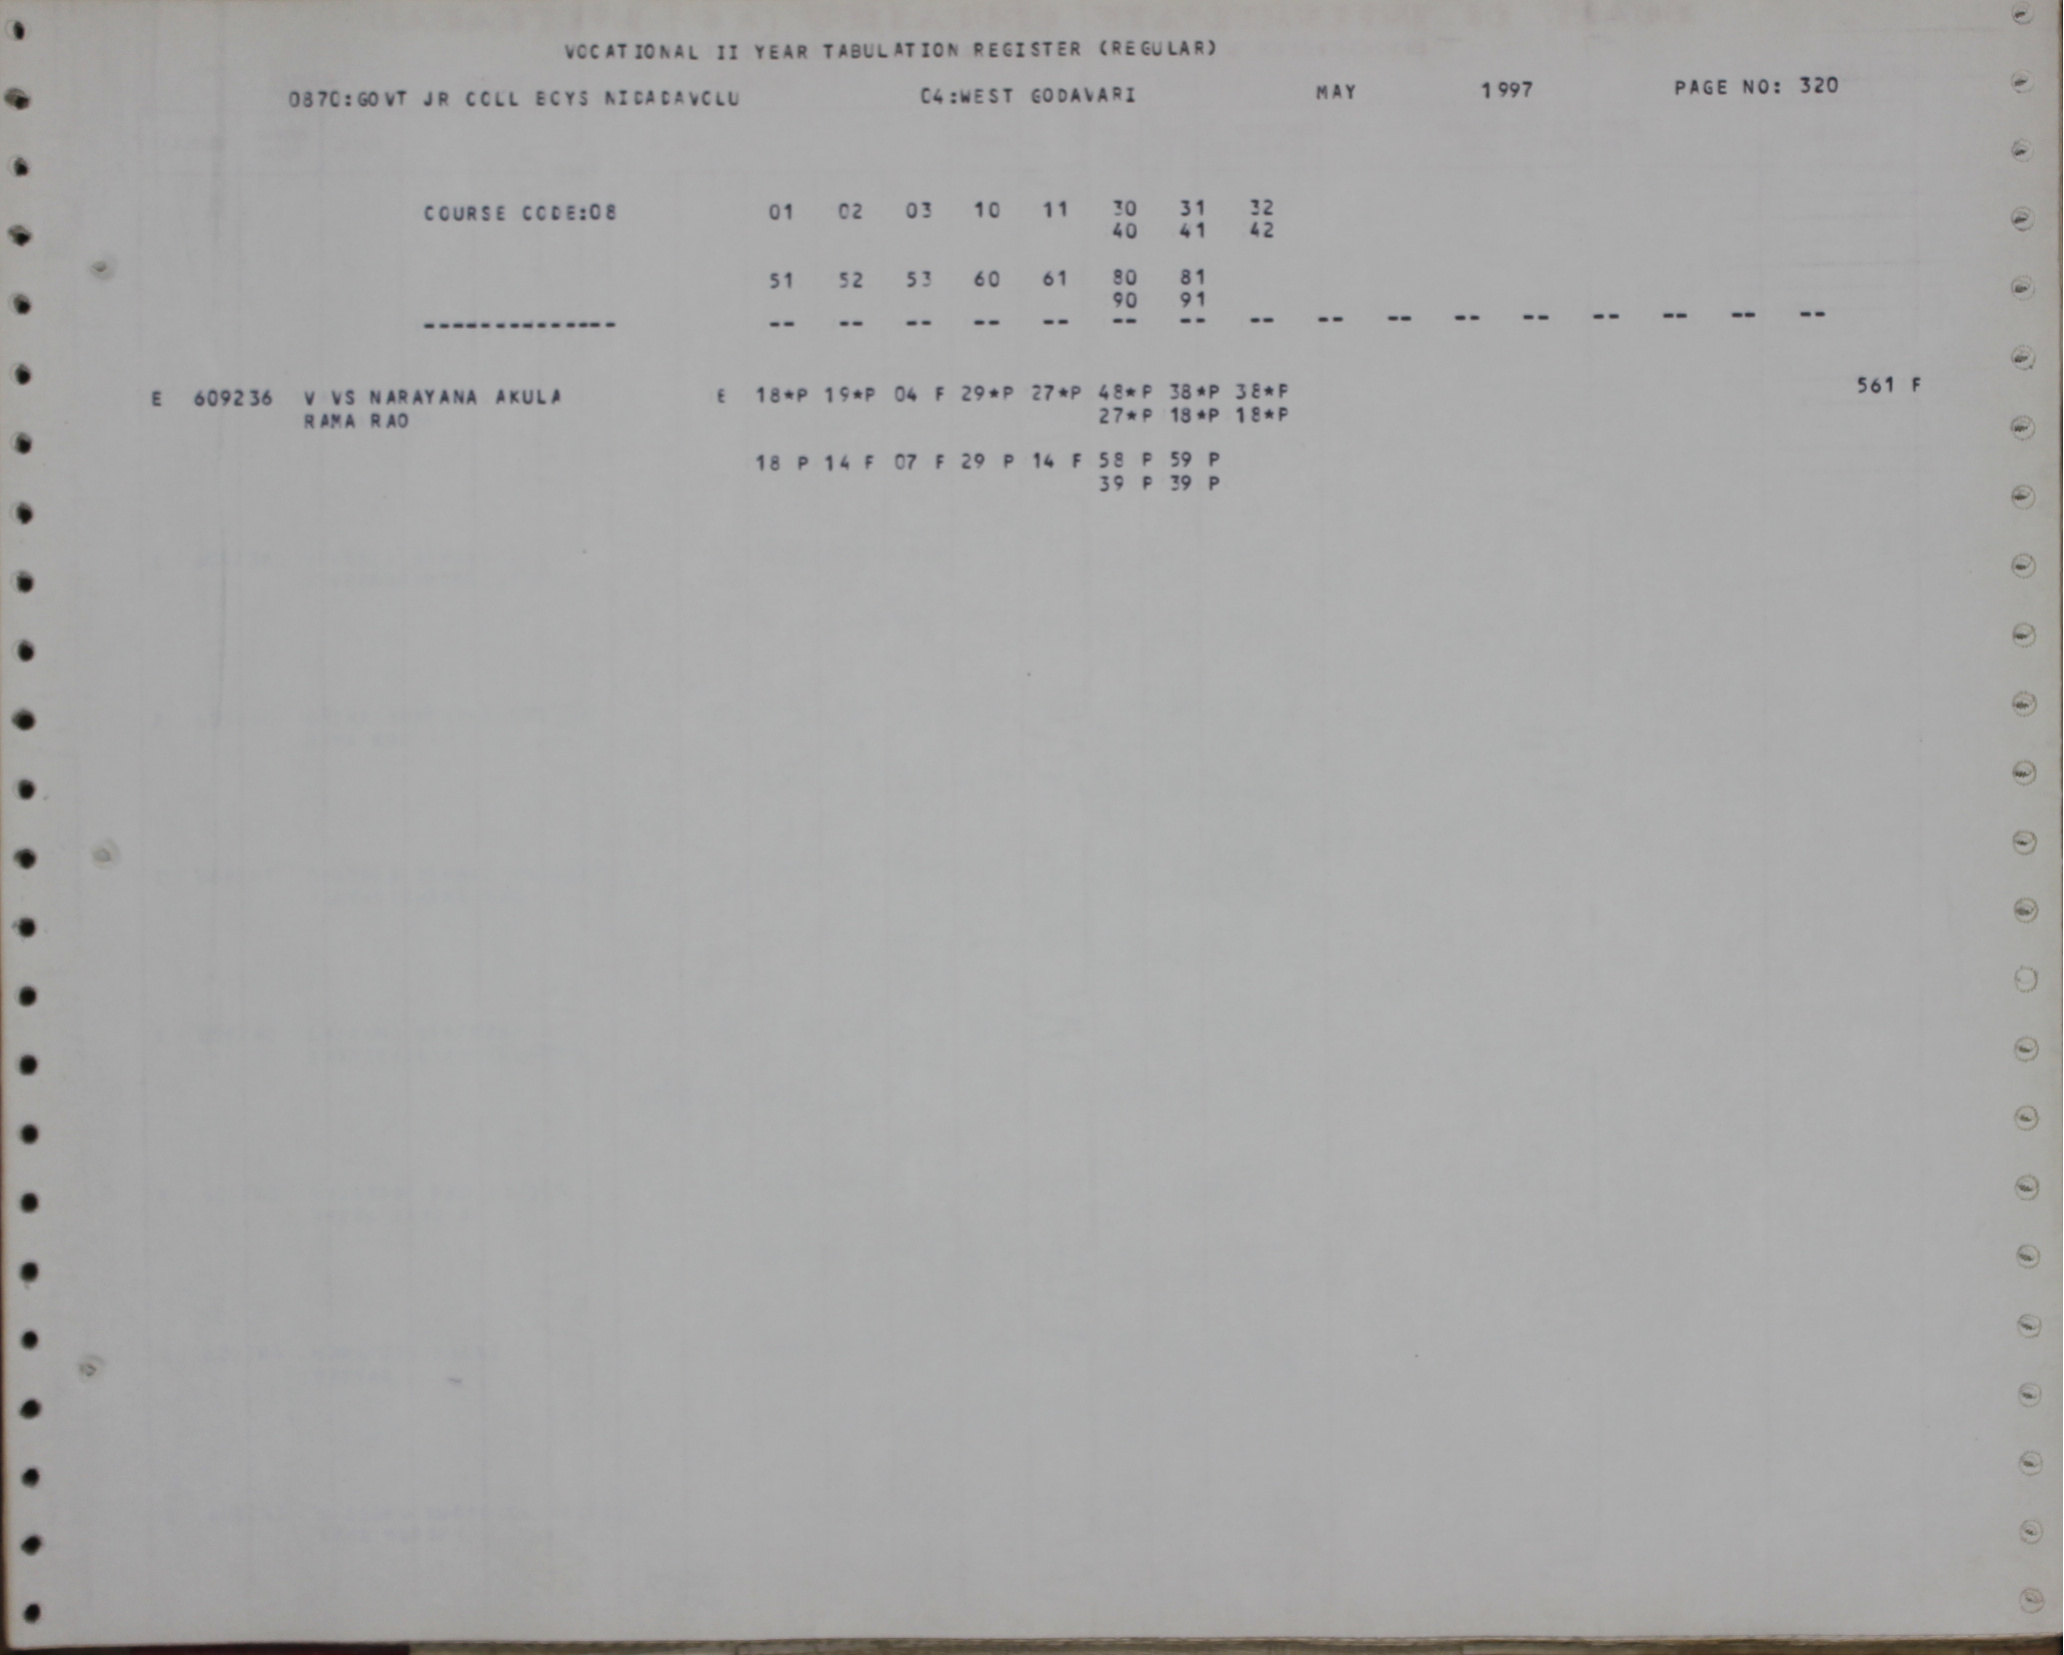 VOCATIONAL II YEAR TABULATION REGISTER (REGULAR)
0870:GOVT JR COLL BOYS NIDADAVOLU 04:WEST GODAVARI MAY 1997 PAGE NO: 320
COURSE CODE:08 01 02 03 10 11 30 31 32
40 41 42
51 52 53 60 61 80 81
90 91
-------------- -- -- -- -- -- -- -- -- -- -- -- -- -- -- -- --
E 609236 V VS NARAYANA AKULA E 18*P 19*P 04 F 29*P 27*P 48*P 38*P 38*P 561 F
RAMA RAO 27*P 18*P 18*P
18 P 14 F 07 F 29 P 14 F 58 P 59 P
39 P 39 P